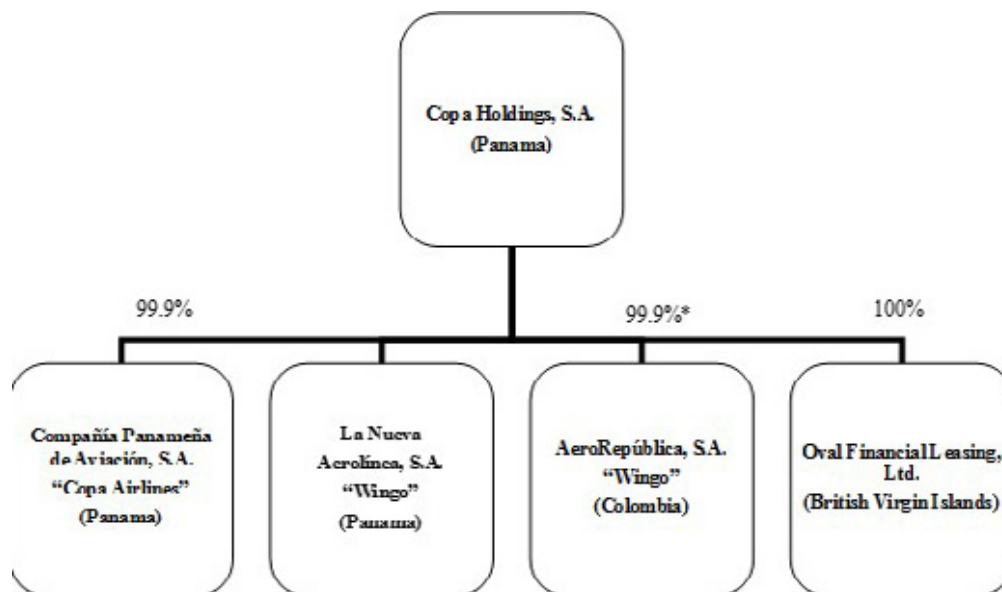 Copa Holdings, S.A.
(Panama)
99.9%
99.9%*
100%
Compañía Panameña
de Aviación, S.A.
“Copa Airlines”
(Panama)
La Nueva
Aerolínea, S.A.
“Wingo”
(Panama)
AeroRepública, S.A.
“Wingo”
(Colombia)
Oval Financial Leasing,
Ltd.
(British Virgin Islands)